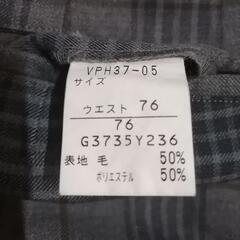 VPH37-05
サイズ
ウエスト 76
76
G3735Y236
表地 毛 50%
ポリエステル 50%